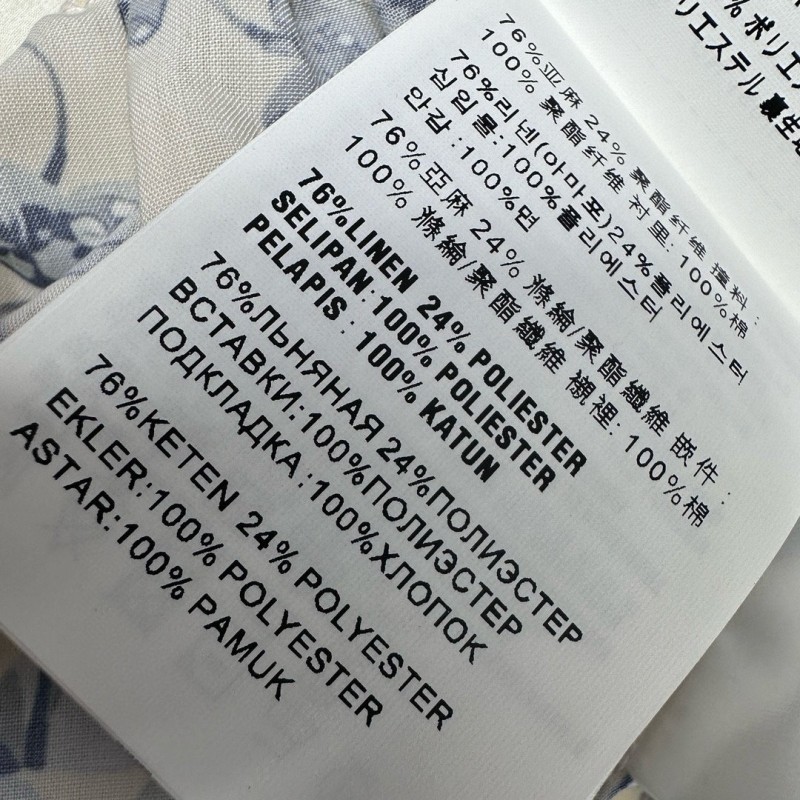 % ポリエ
リエステル 裏生地
76%亚麻 24% 聚酯纤维 撞料:
100% 聚酯纤维 衬里: 100%棉
76%리넨(아마포)24%폴리에스터
심입물:100%폴리에스터
안감:100%면
76%亞麻 24% 滌綸/聚酯纖維 嵌件:
100% 滌綸/聚酯纖維 襯裡: 100%棉
76%LINEN 24% POLIESTER
SELIPAN:100% POLIESTER
PELAPIS : 100% KATUN
76%ЛЬНЯНАЯ 24%ПОЛИЭСТЕР
ВСТАВКИ:100%ПОЛИЭСТЕР
ПОДКЛАДКА:100%ХЛОПОК
76%KETEN 24% POLYESTER
EKLER:100% POLYESTER
ASTAR:100% PAMUK